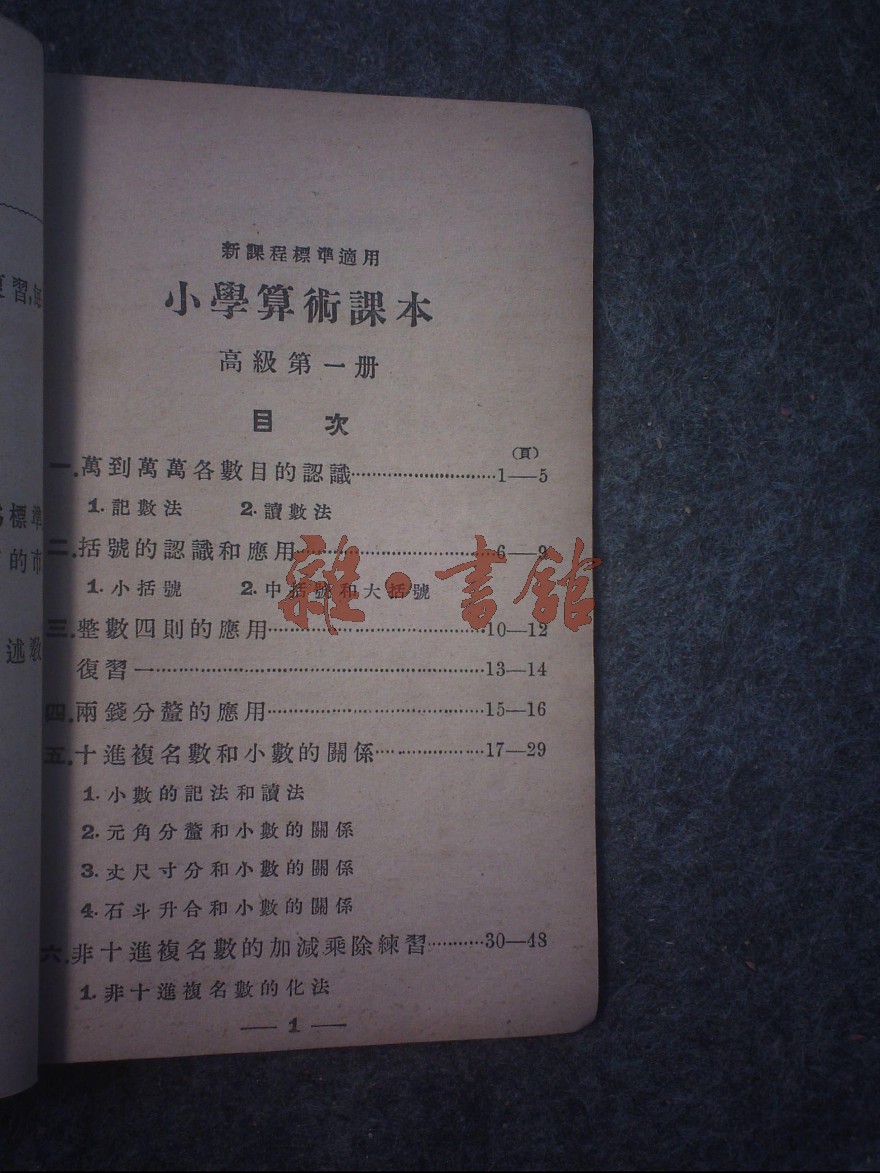 新課程標準適用
小學算術課本
高級第一册
目次
(頁)
一.萬到萬萬各數目的認識……………………1—5
1.記數法 2.讀數法
二.括號的認識和應用……………………6—9
1.小括號 2.中括號和大括號
三.整數四則的應用……………………10—12
復習……………………13—14
四.兩錢分釐的應用……………………15—16
五.十進複名數和小數的關係……………………17—29
1.小數的記法和讀法
2.元角分釐和小數的關係
3.丈尺寸分和小數的關係
4.石斗升合和小數的關係
六.非十進複名數的加減乘除練習…………30—48
1.非十進複名數的化法
— 1 —
雜·書館
習,
標準
的市
述